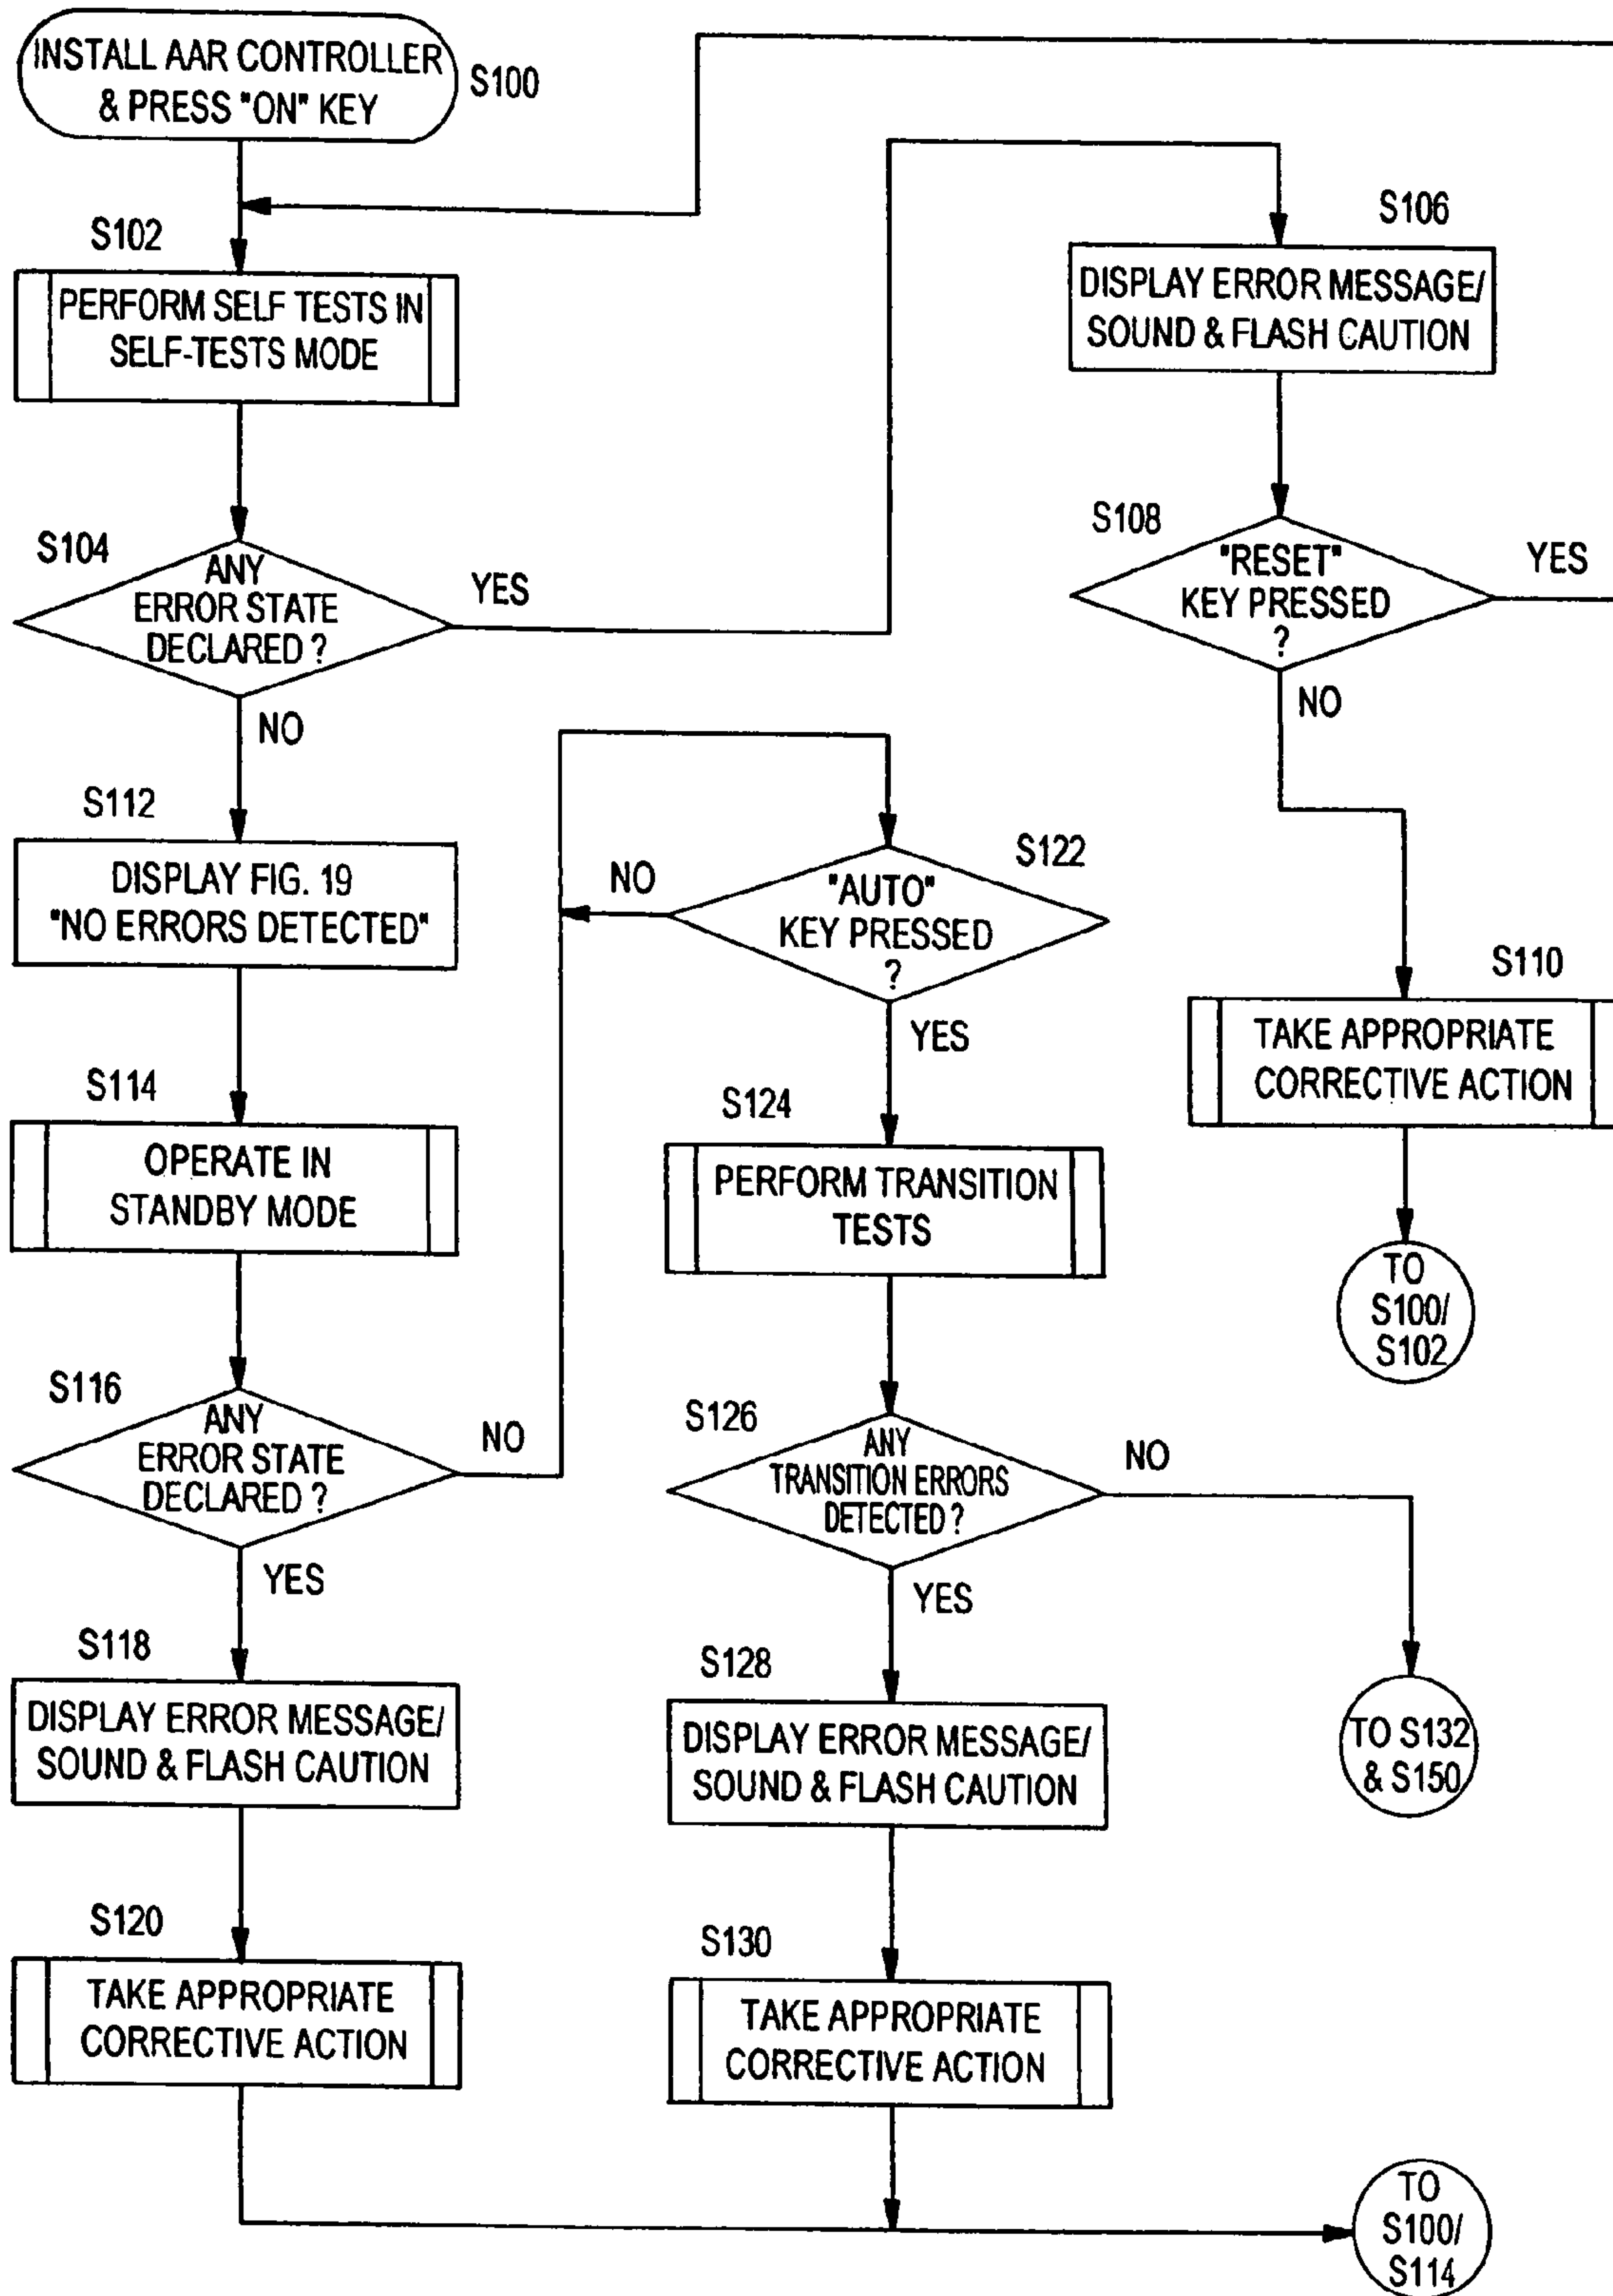 INSTALL AAR CONTROLLER
& PRESS "ON" KEY
S100
S102
PERFORM SELF TESTS IN
SELF-TESTS MODE
S104
ANY
ERROR STATE
DECLARED ?
YES
NO
S106
DISPLAY ERROR MESSAGE/
SOUND & FLASH CAUTION
S108
"RESET"
KEY PRESSED
?
YES
NO
S110
TAKE APPROPRIATE
CORRECTIVE ACTION
TO
S100/
S102
S112
DISPLAY FIG. 19
"NO ERRORS DETECTED"
S114
OPERATE IN
STANDBY MODE
S116
ANY
ERROR STATE
DECLARED ?
NO
YES
S118
DISPLAY ERROR MESSAGE/
SOUND & FLASH CAUTION
S120
TAKE APPROPRIATE
CORRECTIVE ACTION
S122
"AUTO"
KEY PRESSED
?
NO
YES
S124
PERFORM TRANSITION
TESTS
S126
ANY
TRANSITION ERRORS
DETECTED ?
NO
YES
TO S132
& S150
S128
DISPLAY ERROR MESSAGE/
SOUND & FLASH CAUTION
S130
TAKE APPROPRIATE
CORRECTIVE ACTION
TO
S100/
S114